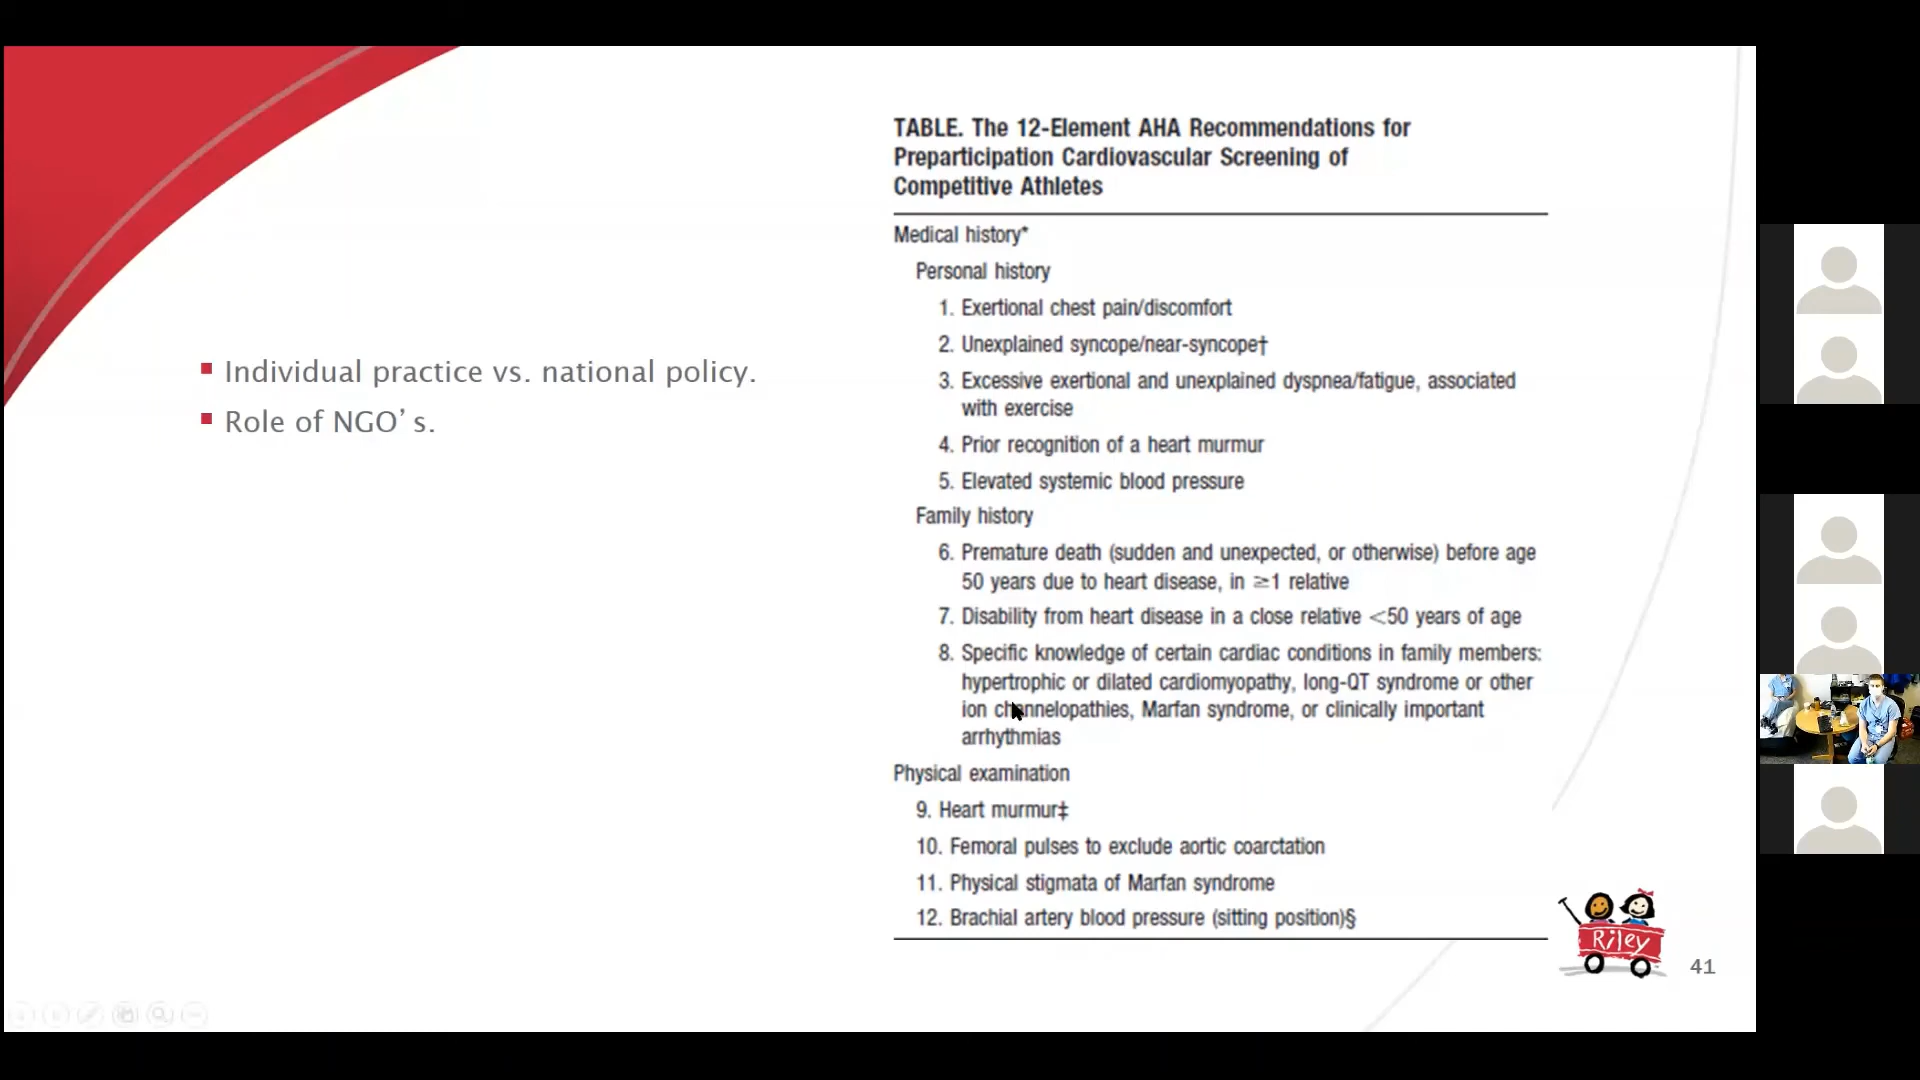 Individual practice vs. national policy.
Role of NGO’s.
TABLE. The 12-Element AHA Recommendations for
Preparticipation Cardiovascular Screening of
Competitive Athletes
Medical history*
Personal history
1. Exertional chest pain/discomfort
2. Unexplained syncope/near-syncope†
3. Excessive exertional and unexplained dyspnea/fatigue, associated
with exercise
4. Prior recognition of a heart murmur
5. Elevated systemic blood pressure
Family history
6. Premature death (sudden and unexpected, or otherwise) before age
50 years due to heart disease, in ≥1 relative
7. Disability from heart disease in a close relative <50 years of age
8. Specific knowledge of certain cardiac conditions in family members:
hypertrophic or dilated cardiomyopathy, long-QT syndrome or other
ion channelopathies, Marfan syndrome, or clinically important
arrhythmias
Physical examination
9. Heart murmur‡
10. Femoral pulses to exclude aortic coarctation
11. Physical stigmata of Marfan syndrome
12. Brachial artery blood pressure (sitting position)§
Riley
41